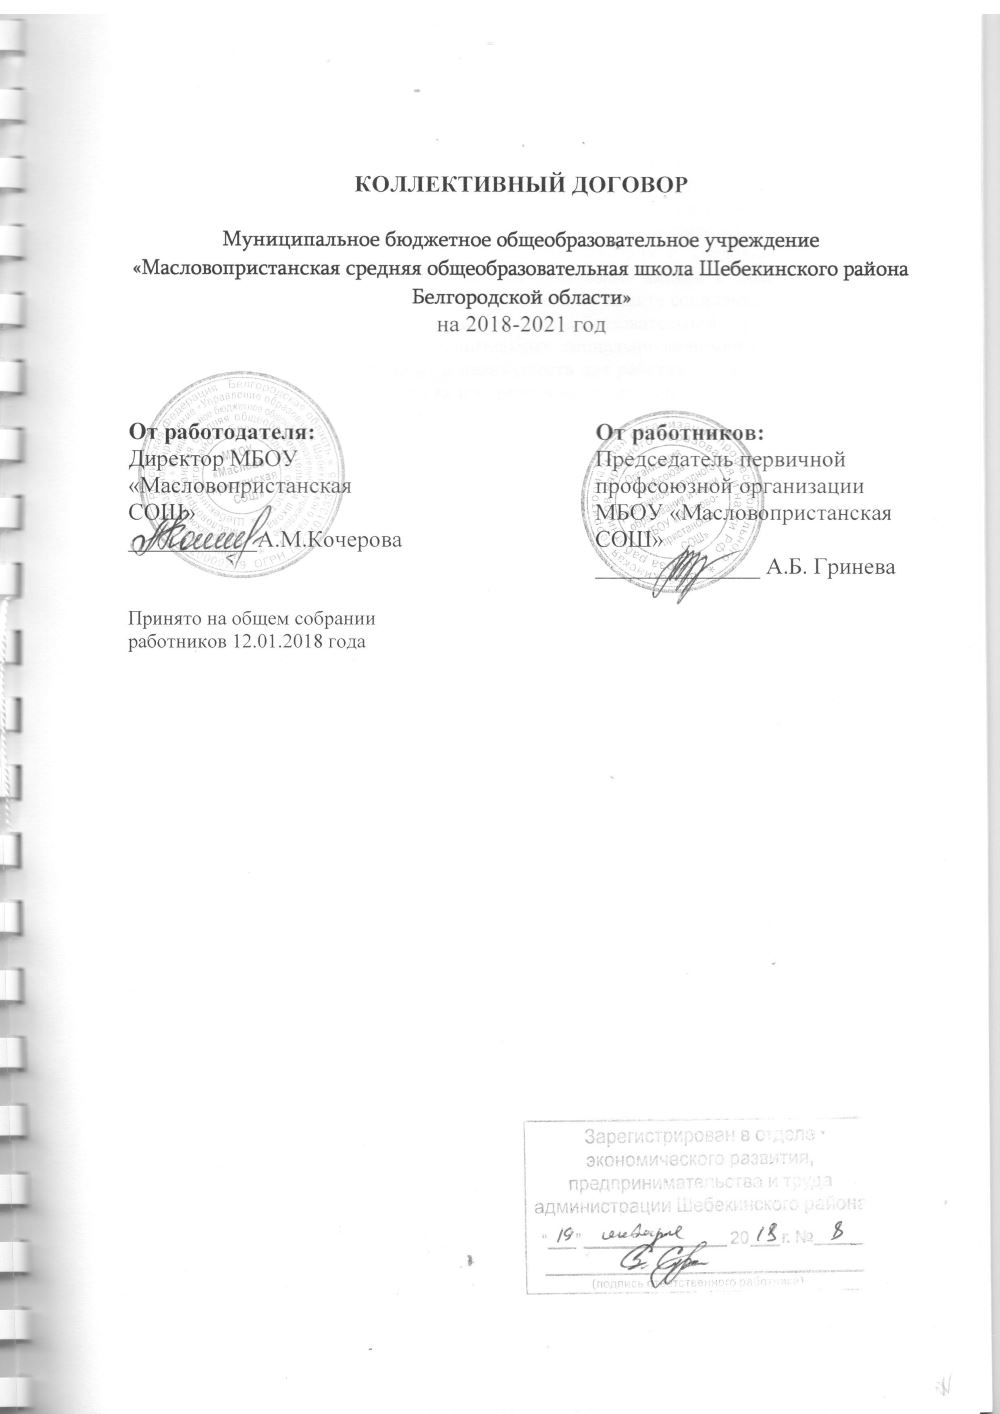 КОЛЛЕКТИВНЫЙ ДОГОВОР
Муниципальное бюджетное общеобразовательное учреждение
«Масловопристанская средняя общеобразовательная школа Шебекинского района
Белгородской области»
на 2018-2021 год
От работодателя:
Директор МБОУ
«Масловопристанская
СОШ»
А.М.Кочерова
От работников:
Председатель первичной
профсоюзной организации
МБОУ «Масловопристанская
СОШ»
А.Б. Гринева
Принято на общем собрании
работников 12.01.2018 года
Зарегистрирован в отделе
экономического развития,
предпринимательства и труда
администрации Шебекинского района
"19" января 2018 г. № 8
(подпись ответственного работника)